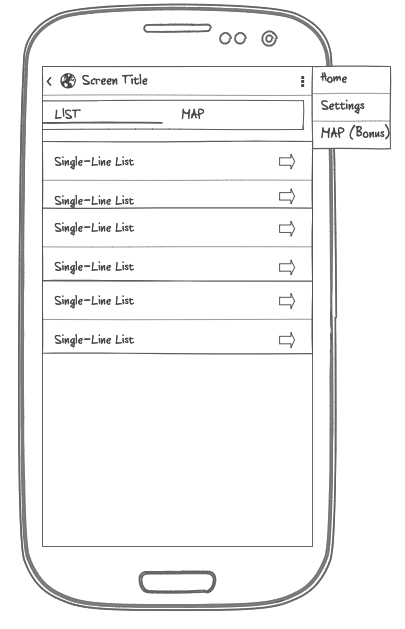 Screen Title
Home
Settings
MAP (Bonus)
LIST
MAP
Single-Line List
Single-Line List
Single-Line List
Single-Line List
Single-Line List
Single-Line List